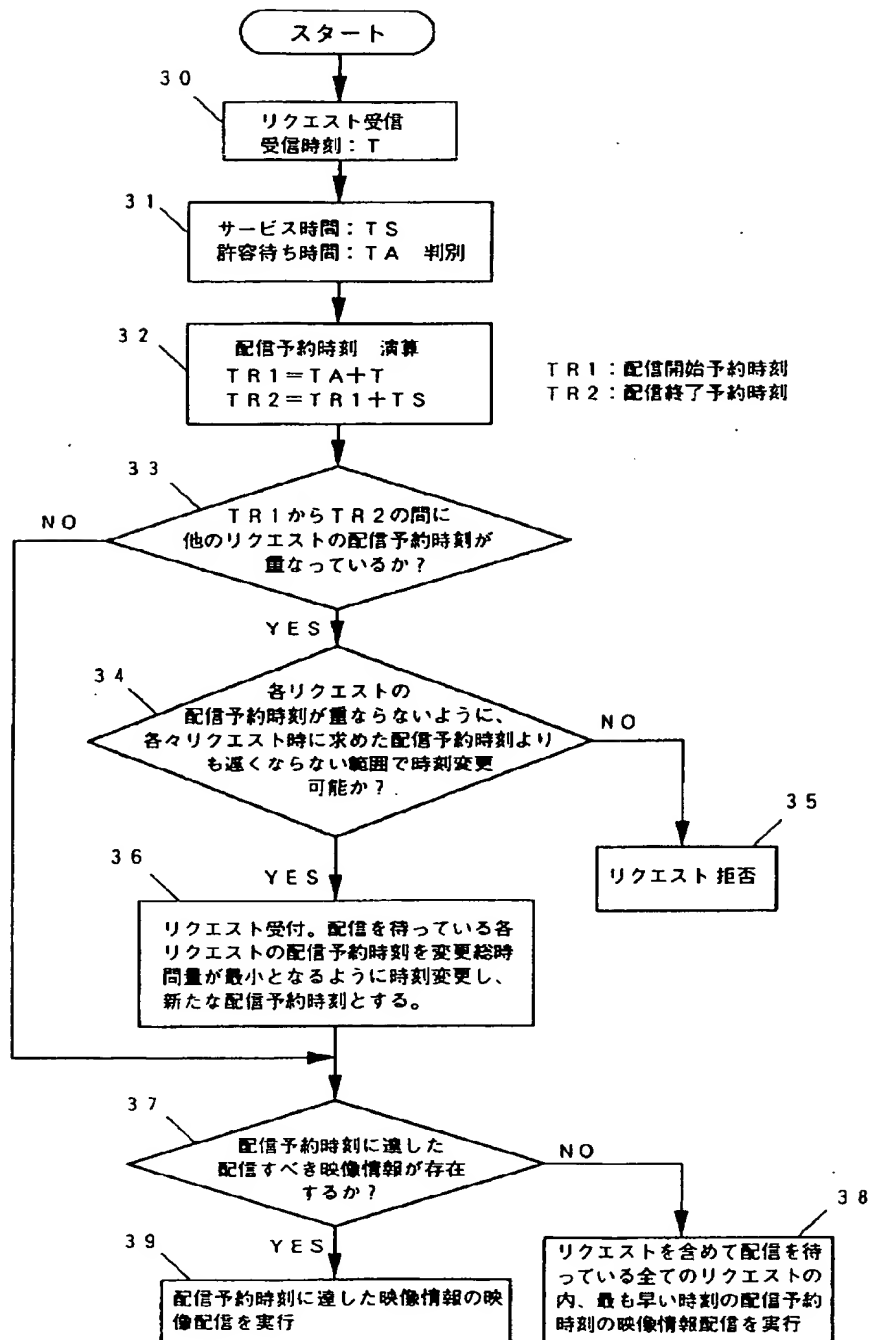 スタート
30
リクエスト受信
受信時刻：T
31
サービス時間：TS
許容待ち時間：TA 判別
32
配信予約時刻 演算
TR1＝TA＋T
TR2＝TR1＋TS
TR1：配信開始予約時刻
TR2：配信終了予約時刻
33
TR1からTR2の間に
他のリクエストの配信予約時刻が
重なっているか？
NO
YES
34
各リクエストの
配信予約時刻が重ならないように、
各々リクエスト時に求めた配信予約時刻より
も遅くならない範囲で時刻変更
可能か？
NO
35
リクエスト拒否
YES
36
リクエスト受付。配信を待っている各
リクエストの配信予約時刻を変更総時
間量が最小となるように時刻変更し、
新たな配信予約時刻とする。
37
配信予約時刻に達した
配信すべき映像情報が存在
するか？
NO
38
リクエストを含めて配信を待
っている全てのリクエストの
内、最も早い時刻の配信予約
時刻の映像情報配信を実行
YES
39
配信予約時刻に達した映像情報の映
像配信を実行